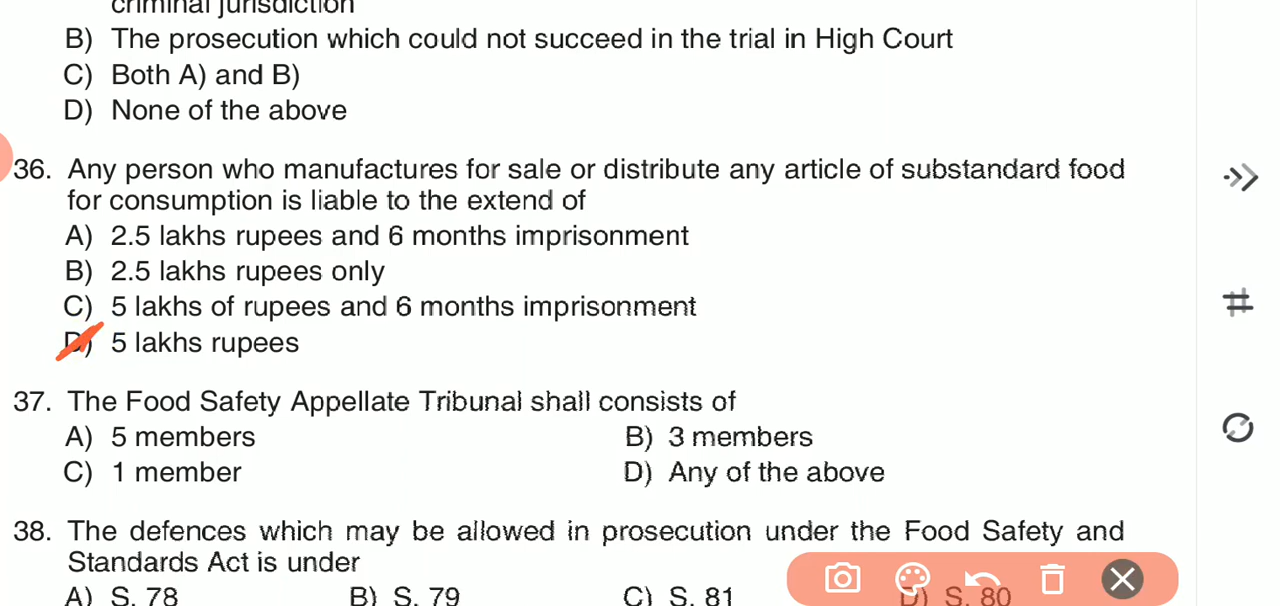 criminal jurisdiction
B) The prosecution which could not succeed in the trial in High Court
C) Both A) and B)
D) None of the above
36. Any person who manufactures for sale or distribute any article of substandard food
for consumption is liable to the extend of
A) 2.5 lakhs rupees and 6 months imprisonment
B) 2.5 lakhs rupees only
C) 5 lakhs of rupees and 6 months imprisonment
D) 5 lakhs rupees
37. The Food Safety Appellate Tribunal shall consists of
A) 5 members B) 3 members
C) 1 member D) Any of the above
38. The defences which may be allowed in prosecution under the Food Safety and
Standards Act is under
A) S. 78 B) S. 79 C) S. 81 D) S. 80